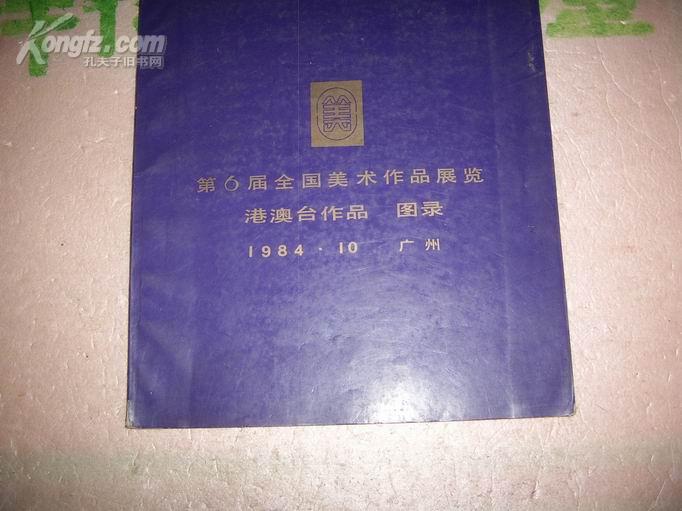 Kongfz.com
孔夫子旧书网
美
第6届全国美术作品展览
港澳台作品 图录
1984·10 广州